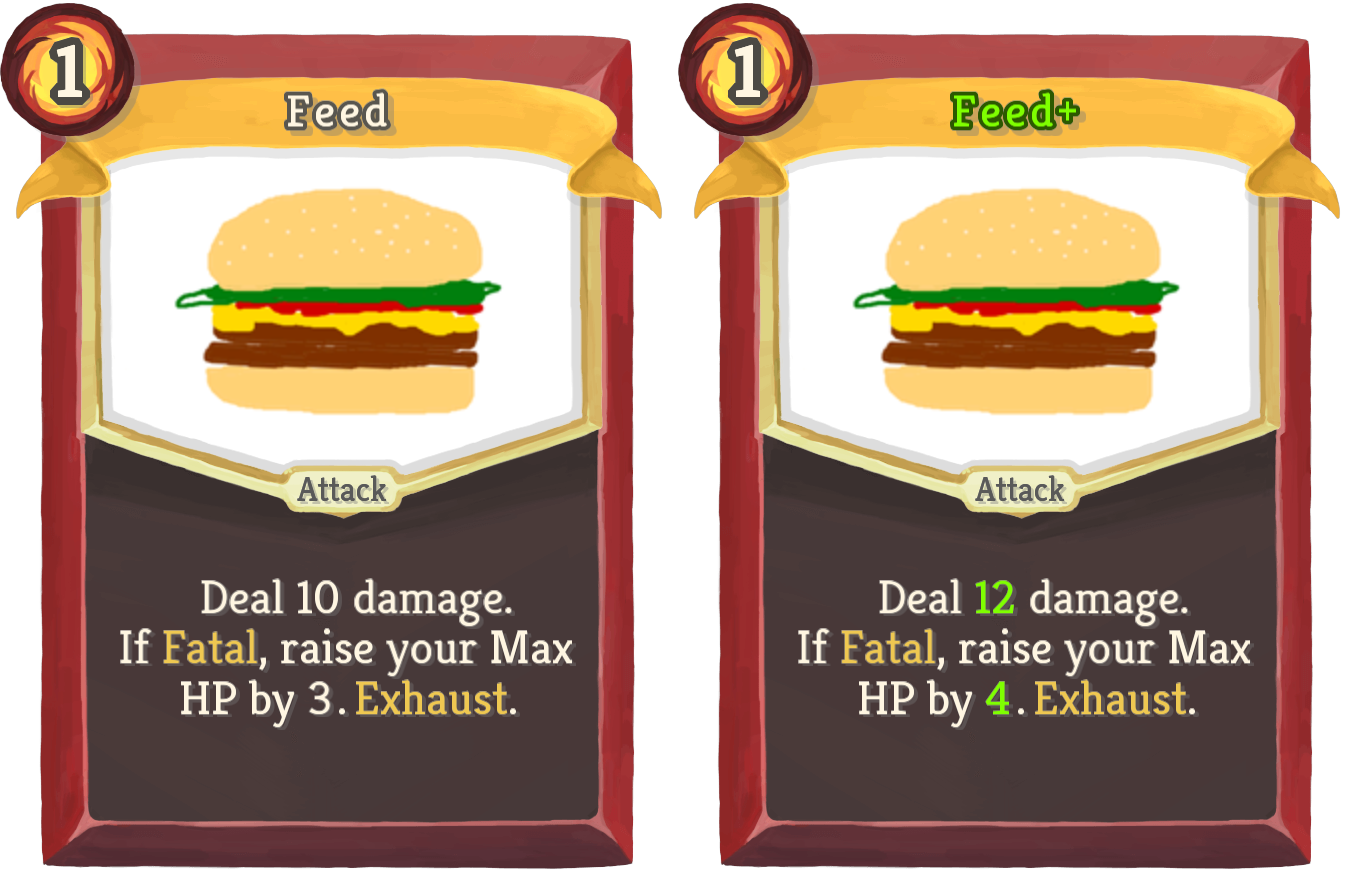 1
Feed
Attack
Deal 10 damage.
If Fatal, raise your Max
HP by 3. Exhaust.
1
Feed+
Attack
Deal 12 damage.
If Fatal, raise your Max
HP by 4. Exhaust.